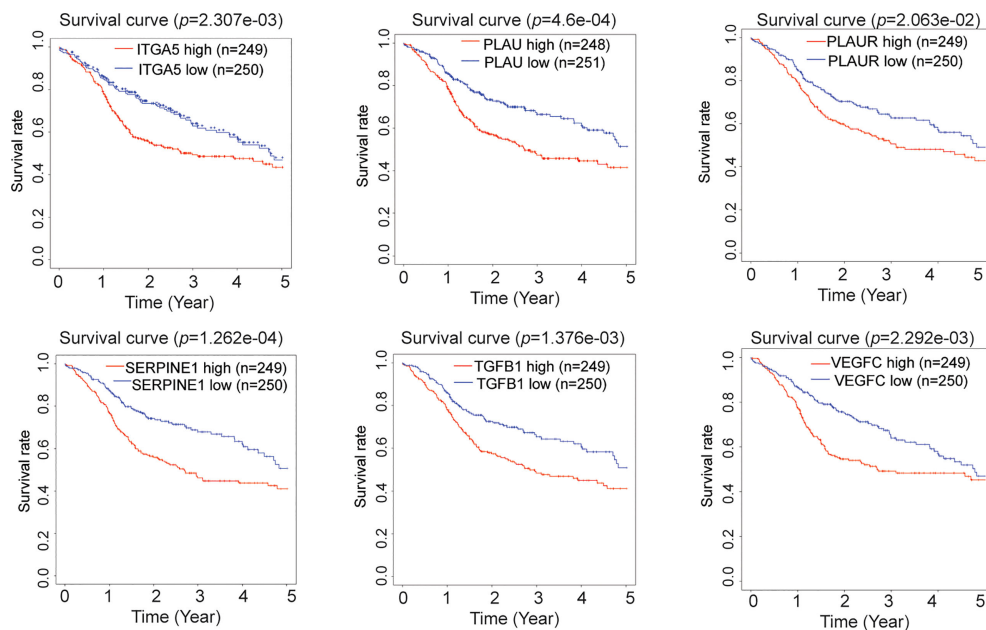 Survival curve (p=2.307e-03)
ITGA5 high (n=249)
ITGA5 low (n=250)
Survival rate
1.0
0.8
0.6
0.4
0.2
0.0
0 1 2 3 4 5
Time (Year)
Survival curve (p=4.6e-04)
PLAU high (n=248)
PLAU low (n=251)
Survival rate
1.0
0.8
0.6
0.4
0.2
0.0
0 1 2 3 4 5
Time (Year)
Survival curve (p=2.063e-02)
PLAUR high (n=249)
PLAUR low (n=250)
Survival rate
1.0
0.8
0.6
0.4
0.2
0.0
0 1 2 3 4 5
Time (Year)
Survival curve (p=1.262e-04)
SERPINE1 high (n=249)
SERPINE1 low (n=250)
Survival rate
1.0
0.8
0.6
0.4
0.2
0.0
0 1 2 3 4 5
Time (Year)
Survival curve (p=1.376e-03)
TGFB1 high (n=249)
TGFB1 low (n=250)
Survival rate
1.0
0.8
0.6
0.4
0.2
0.0
0 1 2 3 4 5
Time (Year)
Survival curve (p=2.292e-03)
VEGFC high (n=249)
VEGFC low (n=250)
Survival rate
1.0
0.8
0.6
0.4
0.2
0.0
0 1 2 3 4 5
Time (Year)